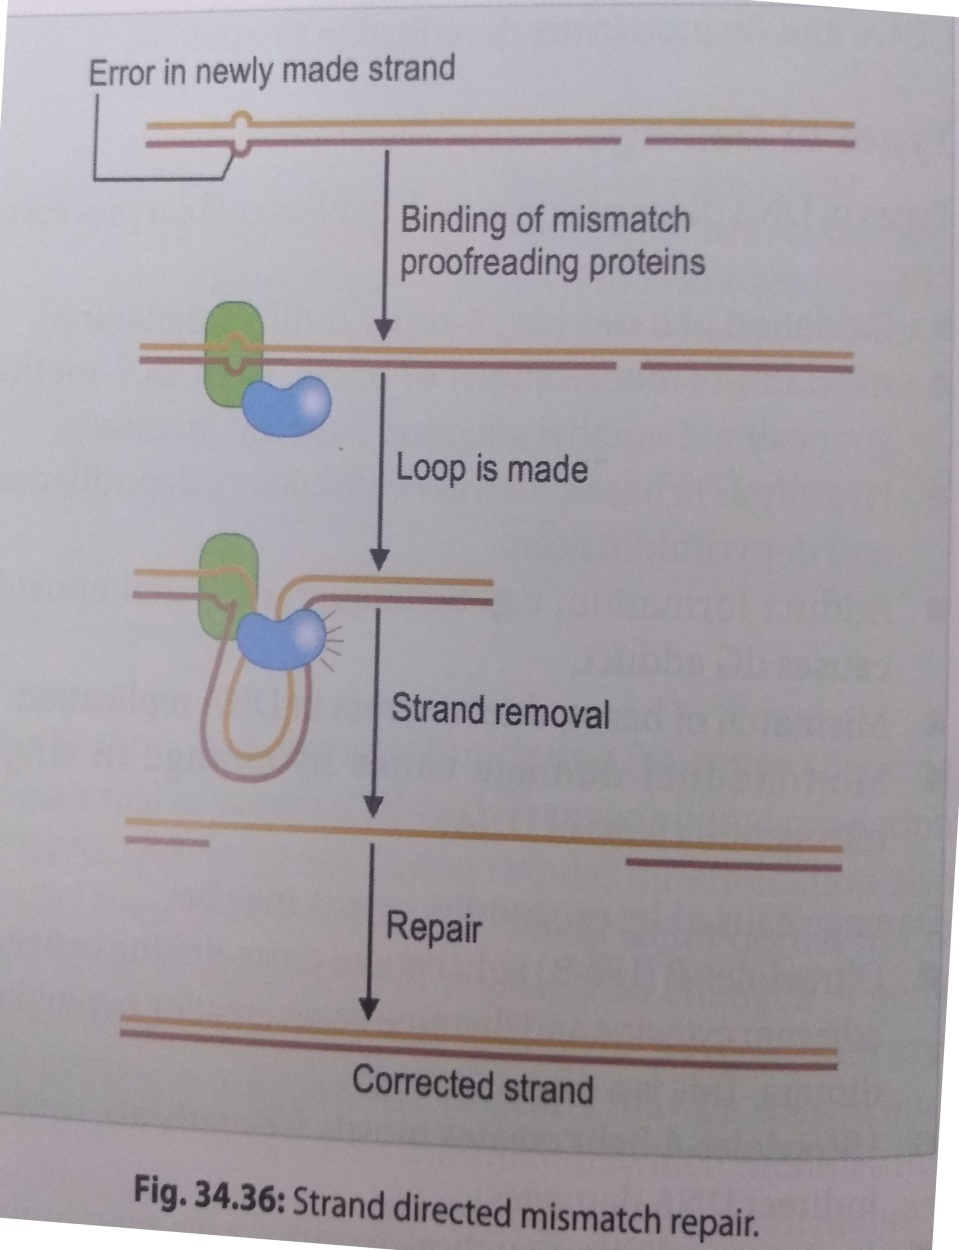 Error in newly made strand
Binding of mismatch
proofreading proteins
Loop is made
Strand removal
Repair
Corrected strand
Fig. 34.36: Strand directed mismatch repair.